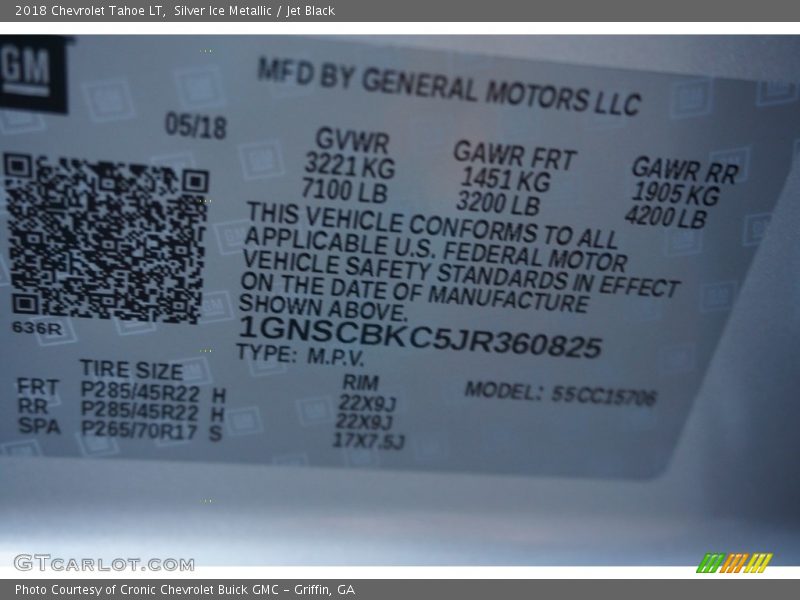 2018 Chevrolet Tahoe LT, Silver Ice Metallic / Jet Black
GM
MFD BY GENERAL MOTORS LLC
05/18
GVWR
3221 KG
7100 LB
GAWR FRT
1451 KG
3200 LB
GAWR RR
1905 KG
4200 LB
THIS VEHICLE CONFORMS TO ALL
APPLICABLE U.S. FEDERAL MOTOR
VEHICLE SAFETY STANDARDS IN EFFECT
ON THE DATE OF MANUFACTURE
SHOWN ABOVE.
636R
1GNSCBKC5JR360825
TYPE: M.P.V.
MODEL: 55CC15706
TIRE SIZE RIM
FRT P285/45R22 H 22X9J
RR P285/45R22 H 22X9J
SPA P265/70R17 S 17X7.5J
GTCARLOT.COM
Photo Courtesy of Cronic Chevrolet Buick GMC – Griffin, GA